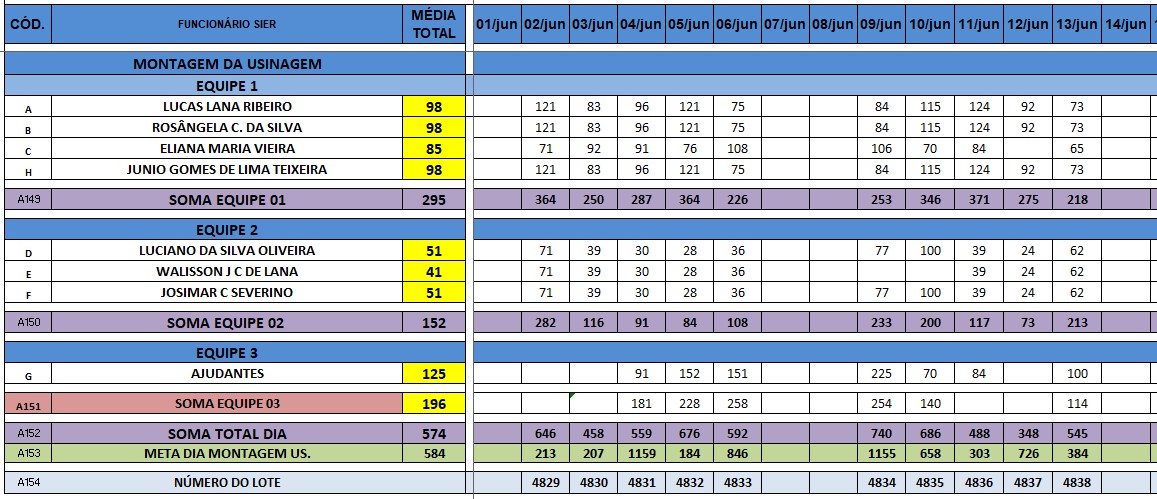 CÓD. FUNCIONÁRIO SIER MÉDIA TOTAL 01/jun 02/jun 03/jun 04/jun 05/jun 06/jun 07/jun 08/jun 09/jun 10/jun 11/jun 12/jun 13/jun 14/jun
MONTAGEM DA USINAGEM
EQUIPE 1
A LUCAS LANA RIBEIRO 98 121 83 96 121 75 84 115 124 92 73
B ROSÂNGELA C. DA SILVA 98 121 83 96 121 75 84 115 124 92 73
C ELIANA MARIA VIEIRA 85 71 92 91 76 108 106 70 84 65
H JUNIO GOMES DE LIMA TEIXEIRA 98 121 83 96 121 75 84 115 124 92 73
A149 SOMA EQUIPE 01 295 364 250 287 364 226 253 346 371 275 218
EQUIPE 2
D LUCIANO DA SILVA OLIVEIRA 51 71 39 30 28 36 77 100 39 24 62
E WALISSON J C DE LANA 41 71 39 30 28 36 39 24 62
F JOSIMAR C SEVERINO 51 71 39 30 28 36 77 100 39 24 62
A150 SOMA EQUIPE 02 152 282 116 91 84 108 233 200 117 73 213
EQUIPE 3
G AJUDANTES 125 91 152 151 225 70 84 100
A151 SOMA EQUIPE 03 196 181 228 258 254 140 114
A152 SOMA TOTAL DIA 574 646 458 559 676 592 740 686 488 348 545
A153 META DIA MONTAGEM US. 584 213 207 1159 184 846 1155 658 303 726 384
A154 NÚMERO DO LOTE 4829 4830 4831 4832 4833 4834 4835 4836 4837 4838